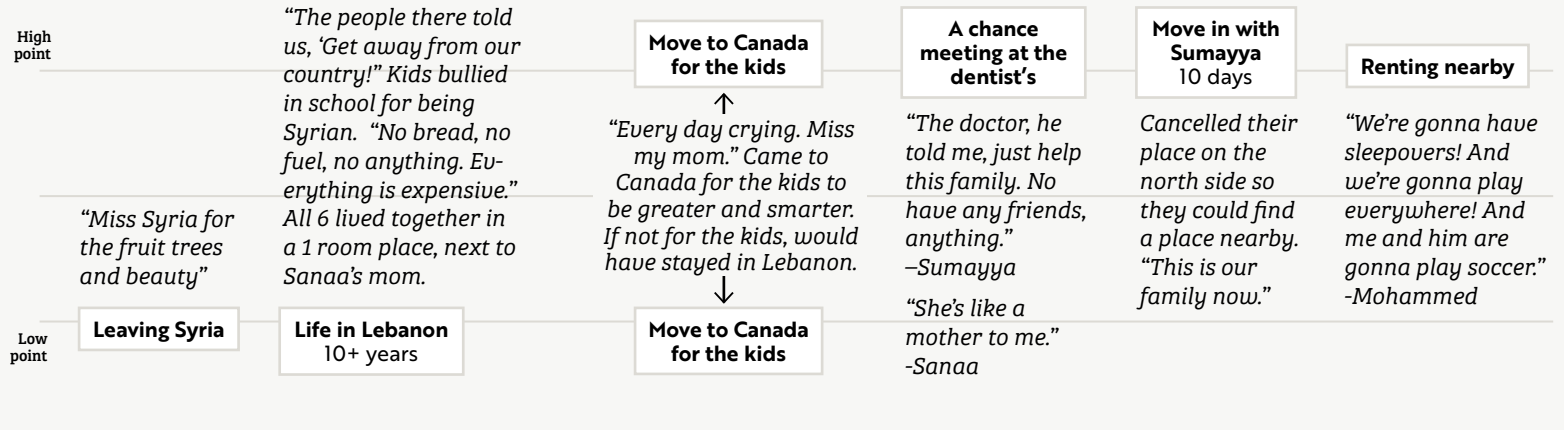 High
point
Low
point
“Miss Syria for
the fruit trees
and beauty”
Leaving Syria
“The people there told
us, ‘Get away from our
country!” Kids bullied
in school for being
Syrian.  “No bread, no
fuel, no anything. Ev-
erything is expensive.”
All 6 lived together in
a 1 room place, next to
Sanaa’s mom.
Life in Lebanon
10+ years
Move to Canada
for the kids
“Every day crying. Miss
my mom.” Came to
Canada for the kids to
be greater and smarter.
If not for the kids, would
have stayed in Lebanon.
Move to Canada
for the kids
A chance
meeting at the
dentist’s
“The doctor, he
told me, just help
this family. No
have any friends,
anything.”
–Sumayya
“She’s like a
mother to me.”
-Sanaa
Move in with
Sumayya
10 days
Cancelled their
place on the
north side so
they could find
a place nearby.
“This is our
family now.”
Renting nearby
“We’re gonna have
sleepovers! And
we’re gonna play
everywhere! And
me and him are
gonna play soccer.”
-Mohammed